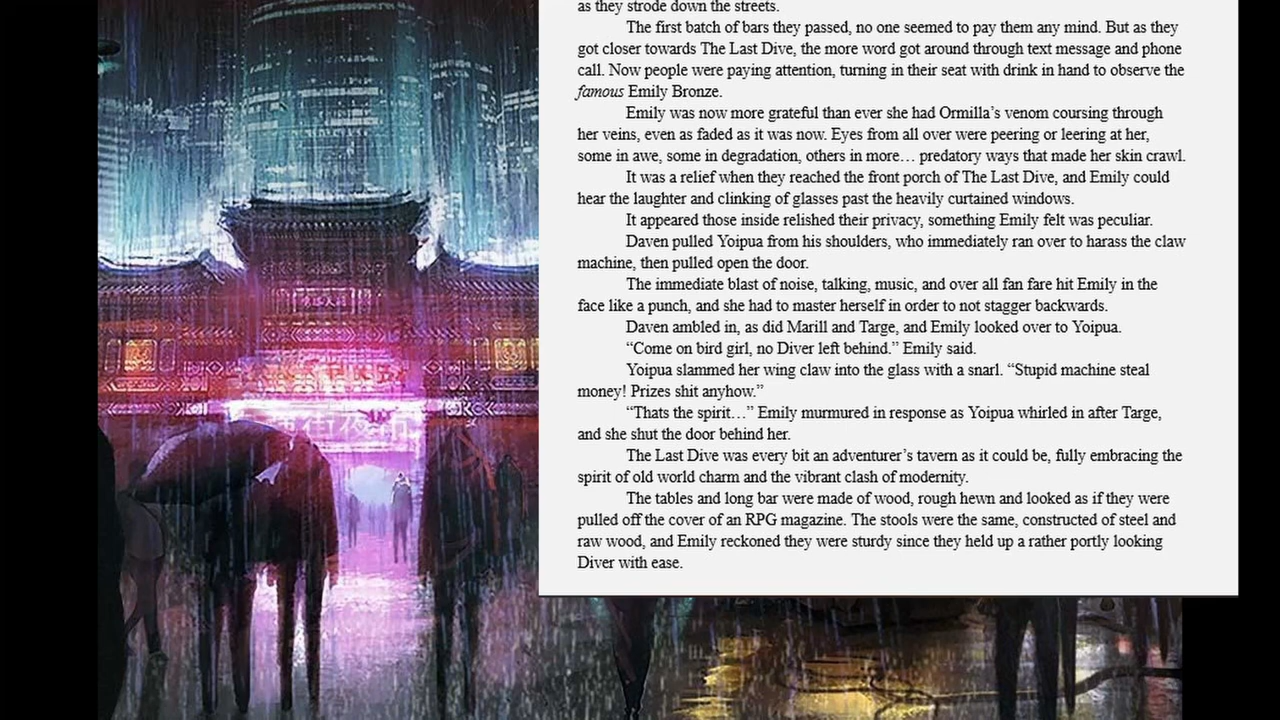 as they strode down the streets.
The first batch of bars they passed, no one seemed to pay them any mind. But as they
got closer towards The Last Dive, the more word got around through text message and phone
call. Now people were paying attention, turning in their seat with drink in hand to observe the
famous Emily Bronze.
Emily was now more grateful than ever she had Ormilla’s venom coursing through
her veins, even as faded as it was now. Eyes from all over were peering or leering at her,
some in awe, some in degradation, others in more… predatory ways that made her skin crawl.
It was a relief when they reached the front porch of The Last Dive, and Emily could
hear the laughter and clinking of glasses past the heavily curtained windows.
It appeared those inside relished their privacy, something Emily felt was peculiar.
Daven pulled Yoipua from his shoulders, who immediately ran over to harass the claw
machine, then pulled open the door.
The immediate blast of noise, talking, music, and over all fan fare hit Emily in the
face like a punch, and she had to master herself in order to not stagger backwards.
Daven ambled in, as did Marill and Targe, and Emily looked over to Yoipua.
“Come on bird girl, no Diver left behind.” Emily said.
Yoipua slammed her wing claw into the glass with a snarl. “Stupid machine steal
money! Prizes shit anyhow.”
“Thats the spirit…” Emily murmured in response as Yoipua whirled in after Targe,
and she shut the door behind her.
The Last Dive was every bit an adventurer’s tavern as it could be, fully embracing the
spirit of old world charm and the vibrant clash of modernity.
The tables and long bar were made of wood, rough hewn and looked as if they were
pulled off the cover of an RPG magazine. The stools were the same, constructed of steel and
raw wood, and Emily reckoned they were sturdy since they held up a rather portly looking
Diver with ease.